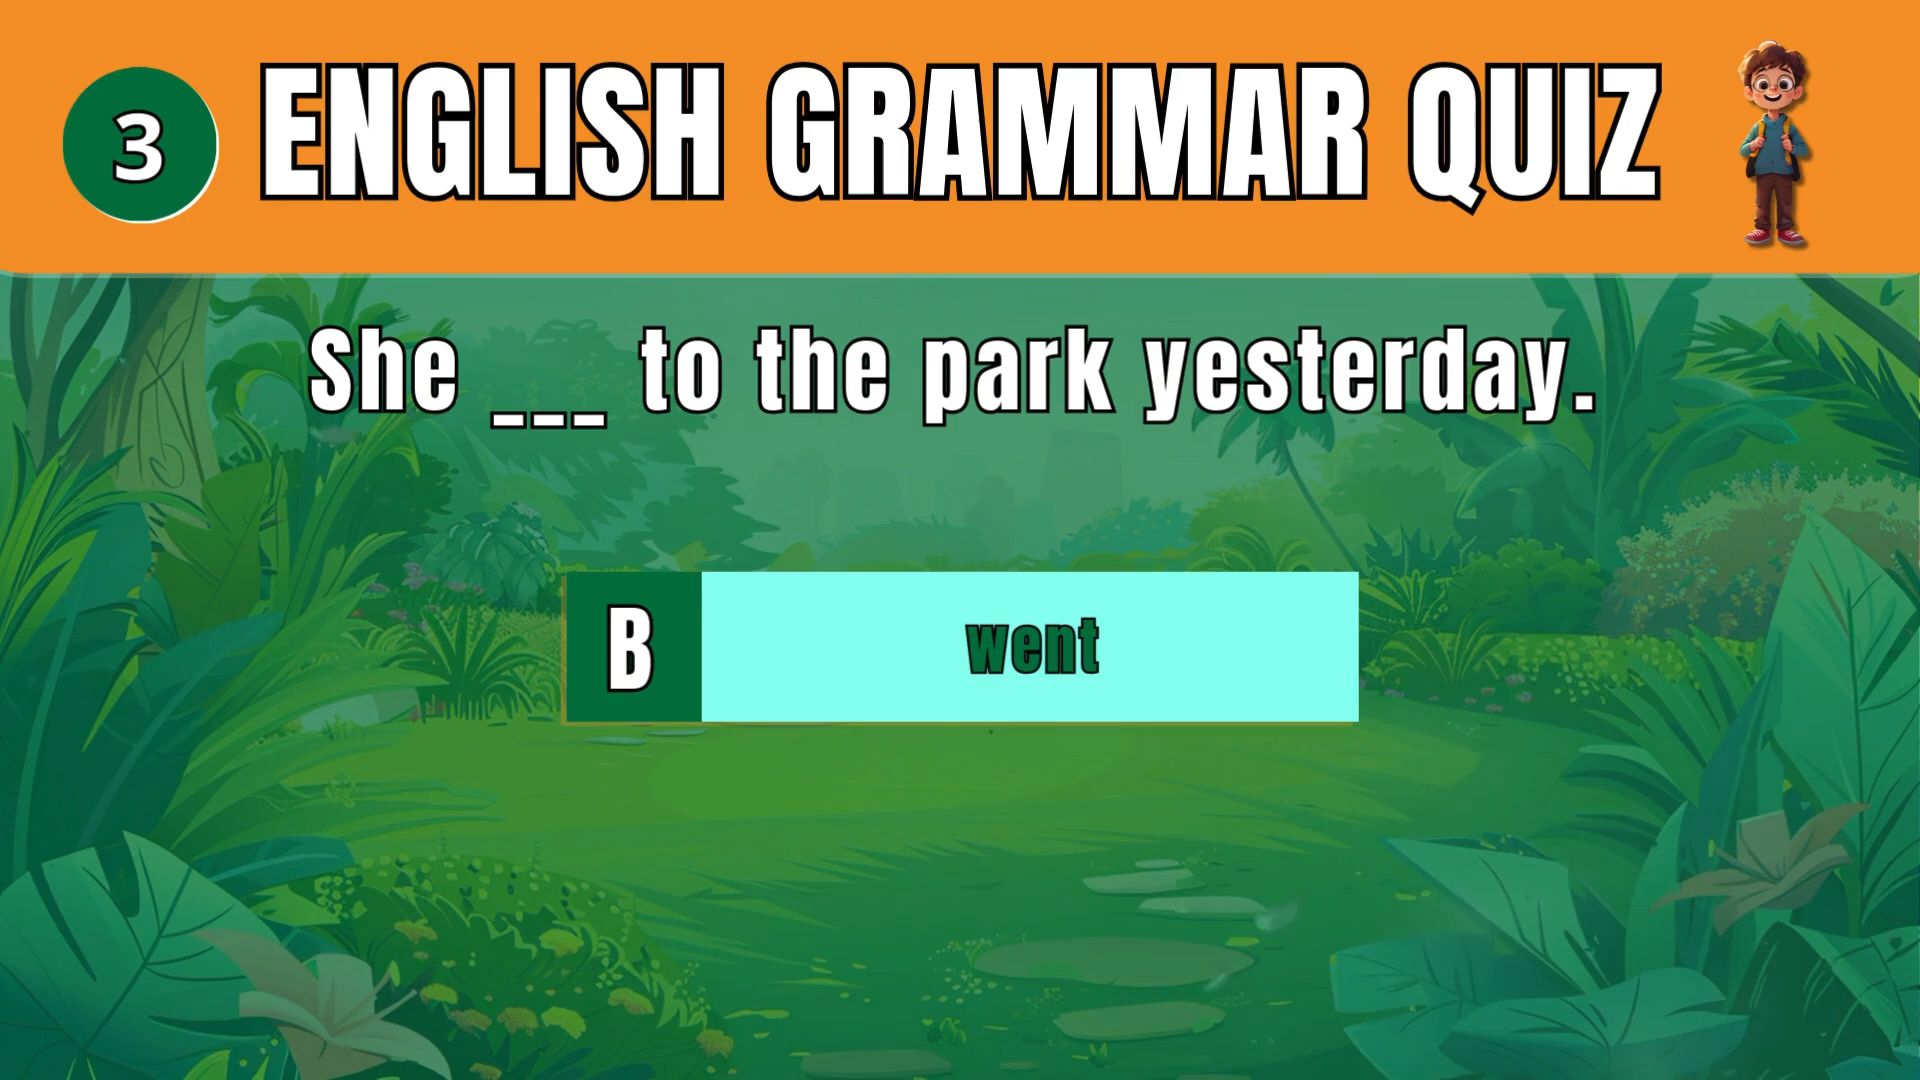 3
ENGLISH GRAMMAR QUIZ
She ___ to the park yesterday.
B
went